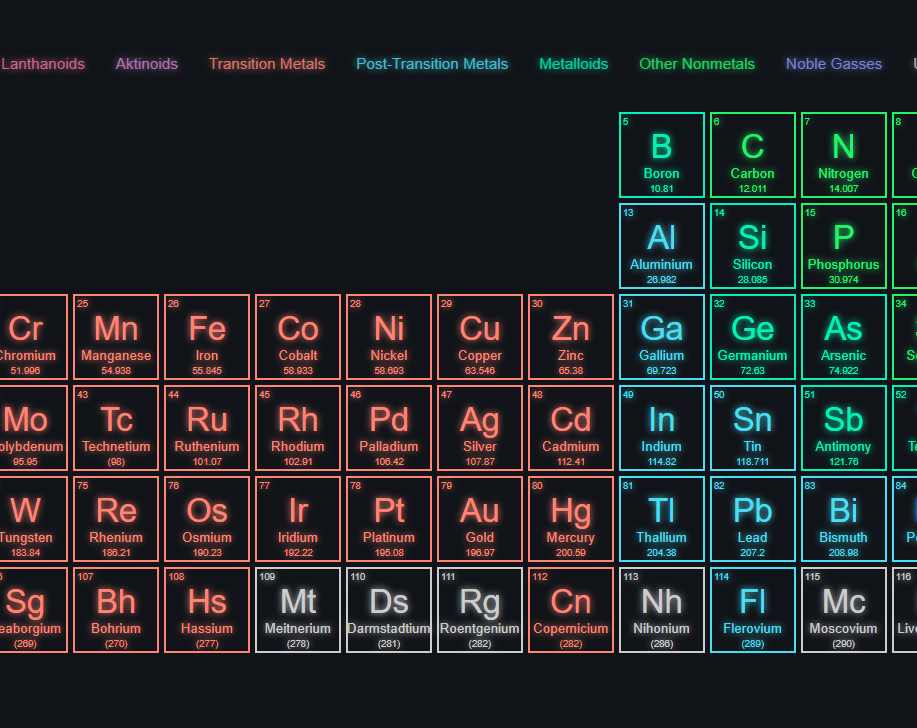 Lanthanoids Aktinoids Transition Metals Post-Transition Metals Metalloids Other Nonmetals Noble Gasses
5 6 7 8
B C N
Boron Carbon Nitrogen
10.81 12.011 14.007
13 14 15 16
Al Si P
Aluminium Silicon Phosphorus
26.982 28.085 30.974
25 26 27 28 29 30 31 32 33 34
Cr Mn Fe Co Ni Cu Zn Ga Ge As
Chromium Manganese Iron Cobalt Nickel Copper Zinc Gallium Germanium Arsenic
51.996 54.938 55.845 58.933 58.693 63.546 65.38 69.723 72.63 74.922
43 44 45 46 47 48 49 50 51 52
Mo Tc Ru Rh Pd Ag Cd In Sn Sb
olybdenum Technetium Ruthenium Rhodium Palladium Silver Cadmium Indium Tin Antimony
95.95 (98) 101.07 102.91 106.42 107.87 112.41 114.82 118.711 121.76
75 76 77 78 79 80 81 82 83 84
W Re Os Ir Pt Au Hg Tl Pb Bi
Tungsten Rhenium Osmium Iridium Platinum Gold Mercury Thallium Lead Bismuth
183.84 186.21 190.23 192.22 195.08 196.97 200.59 204.38 207.2 208.98
107 108 109 110 111 112 113 114 115 116
Sg Bh Hs Mt Ds Rg Cn Nh Fl Mc
eaborgium Bohrium Hassium Meitnerium Darmstadtium Roentgenium Copernicium Nihonium Flerovium Moscovium
(269) (270) (277) (278) (281) (282) (282) (286) (289) (290)